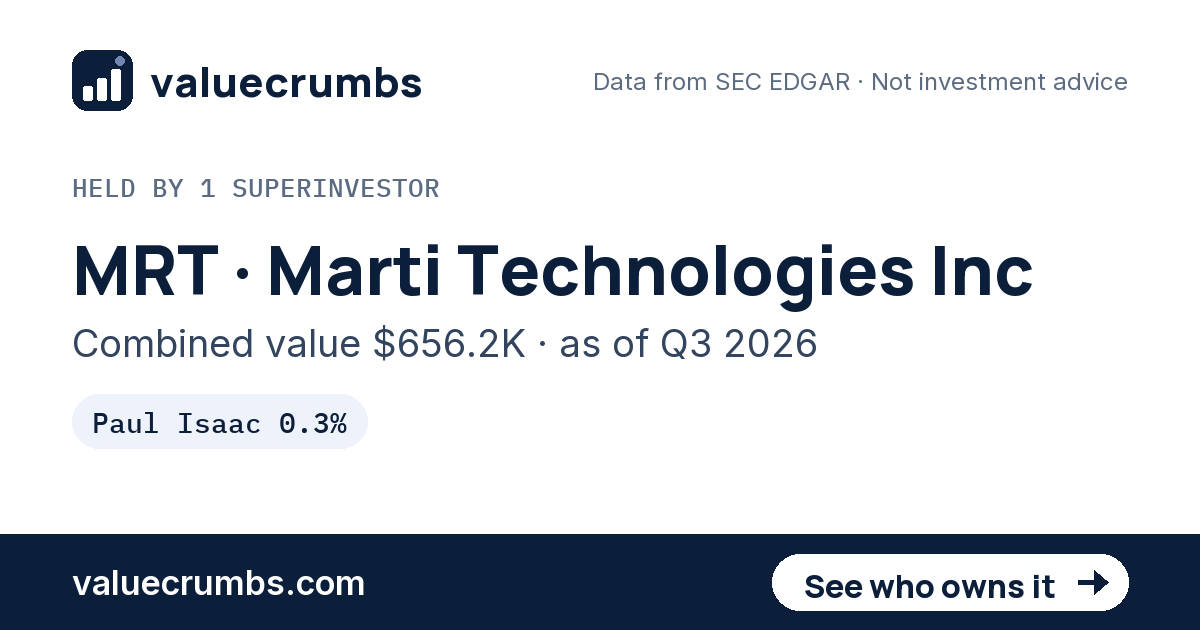 valuecrumbs
Data from SEC EDGAR · Not investment advice
HELD BY 1 SUPERINVESTOR
MRT · Marti Technologies Inc
Combined value $656.2K · as of Q3 2026
Paul Isaac 0.3%
valuecrumbs.com
See who owns it →